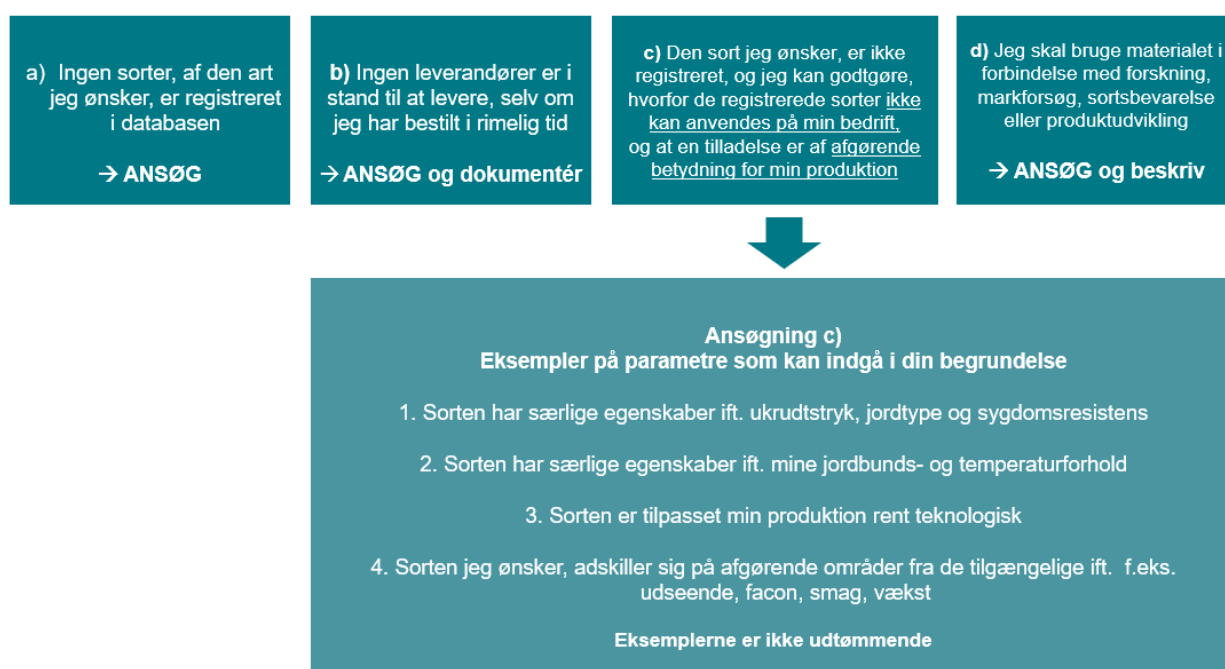 a) Ingen sorter, af den art
jeg ønsker, er registreret
i databasen
→ ANSØG
b) Ingen leverandører er i
stand til at levere, selv om
jeg har bestilt i rimelig tid
→ ANSØG og dokumentér
c) Den sort jeg ønsker, er ikke
registreret, og jeg kan godtgøre,
hvorfor de registrerede sorter ikke
kan anvendes på min bedrift,
og at en tilladelse er af afgørende
betydning for min produktion
d) Jeg skal bruge materialet i
forbindelse med forskning,
markforsøg, sortsbevarelse
eller produktudvikling
→ ANSØG og beskriv
Ansøgning c)
Eksempler på parametre som kan indgå i din begrundelse
1. Sorten har særlige egenskaber ift. ukrudtstryk, jordtype og sygdomsresistens
2. Sorten har særlige egenskaber ift. mine jordbunds- og temperaturforhold
3. Sorten er tilpasset min produktion rent teknologisk
4. Sorten jeg ønsker, adskiller sig på afgørende områder fra de tilgængelige ift. f.eks.
udseende, facon, smag, vækst
Eksemplerne er ikke udtømmende